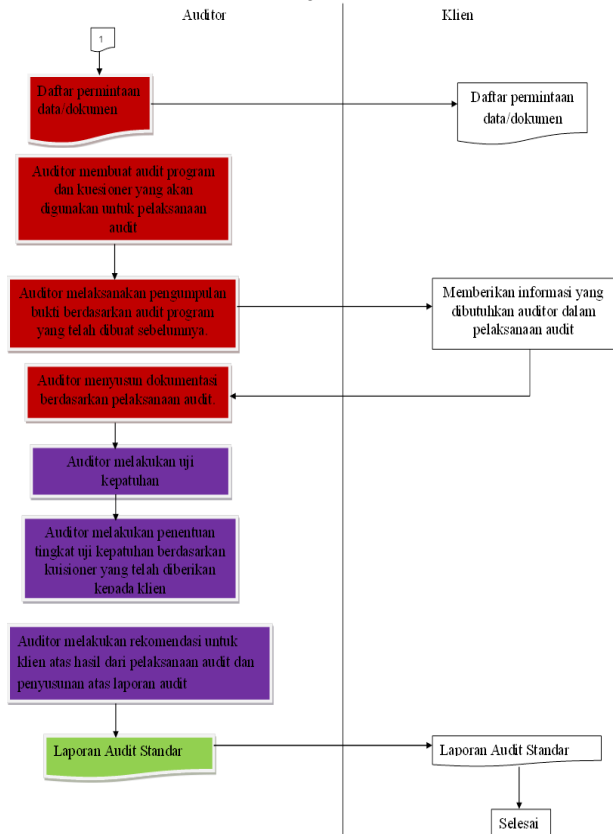 Auditor
Klien
1
Daftar permintaan
data/dokumen
Daftar permintaan
data/dokumen
Auditor membuat audit program
dan kuesioner yang akan
digunakan untuk pelaksanaan
audit
Auditor melaksanakan pengumpulan
bukti berdasarkan audit program
yang telah dibuat sebelumnya.
Memberikan informasi yang
dibutuhkan auditor dalam
pelaksanaan audit
Auditor menyusun dokumentasi
berdasarkan pelaksanaan audit.
Auditor melakukan uji
kepatuhan
Auditor melakukan penentuan
tingkat uji kepatuhan berdasarkan
kuisioner yang telah diberikan
kepada klien
Auditor melakukan rekomendasi untuk
klien atas hasil dari pelaksanaan audit dan
penyusunan atas laporan audit
Laporan Audit Standar
Laporan Audit Standar
Selesai